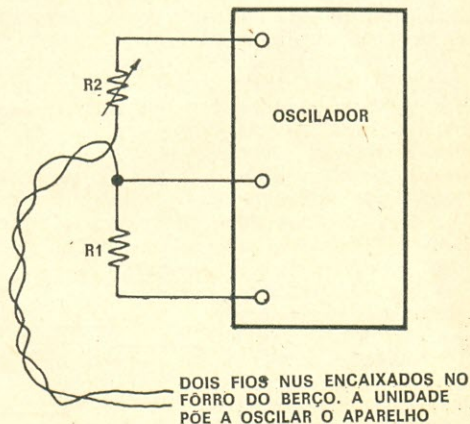 R2
OSCILADOR
R1
DOIS FIOS NUS ENCAIXADOS NO
FÔRRO DO BERÇO. A UNIDADE
PÕE A OSCILAR O APARELHO